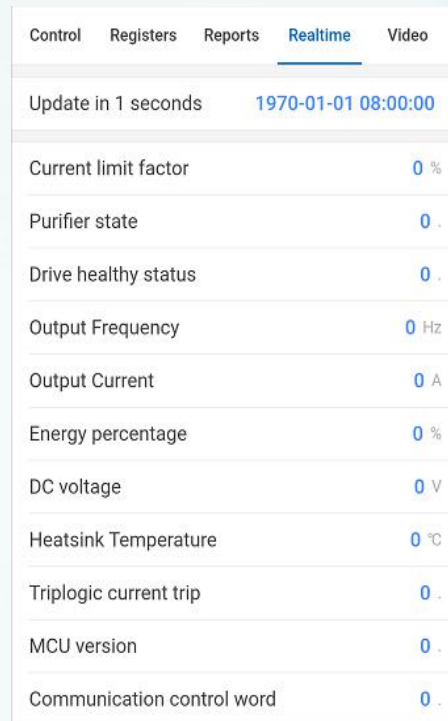 Control Registers Reports Realtime Video
Update in 1 seconds 1970-01-01 08:00:00
Current limit factor 0 %
Purifier state 0 .
Drive healthy status 0 .
Output Frequency 0 Hz
Output Current 0 A
Energy percentage 0 %
DC voltage 0 V
Heatsink Temperature 0 °C
Triplogic current trip 0 .
MCU version 0 .
Communication control word 0 .